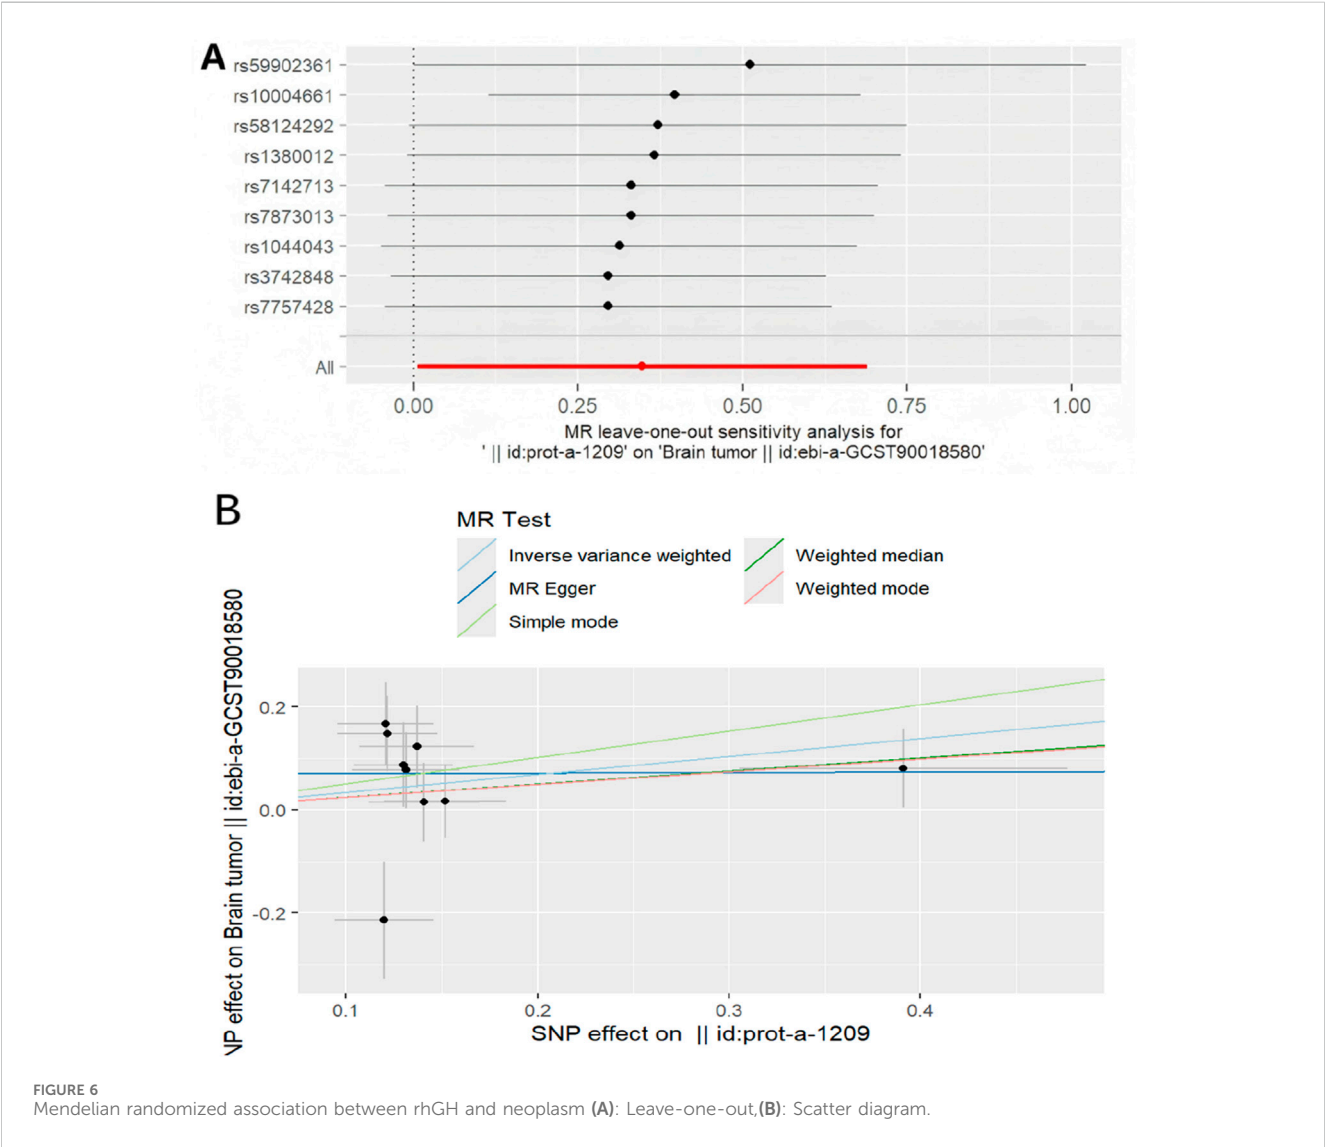 A
rs59902361
rs10004661
rs58124292
rs1380012
rs7142713
rs7873013
rs1044043
rs3742848
rs7757428
All
0.00 0.25 0.50 0.75 1.00
MR leave-one-out sensitivity analysis for
' || id:prot-a-1209' on 'Brain tumor || id:ebi-a-GCST90018580'
B
MR Test
Inverse variance weighted
MR Egger
Simple mode
Weighted median
Weighted mode
NP effect on Brain tumor || id:ebi-a-GCST90018580
0.2
0.0
-0.2
0.1 0.2 0.3 0.4
SNP effect on || id:prot-a-1209
FIGURE 6
Mendelian randomized association between rhGH and neoplasm (A): Leave-one-out,(B): Scatter diagram.